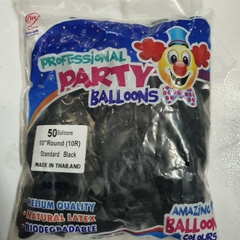 PROFESSIONAL
PARTY
BALLOONS
50 Balloons
10" Round (10R)
Standard Black
MADE IN THAILAND
HELIUM QUALITY
• NATURAL LATEX
• BIODEGRADABLE
AMAZING
BALLOON
COLOURS